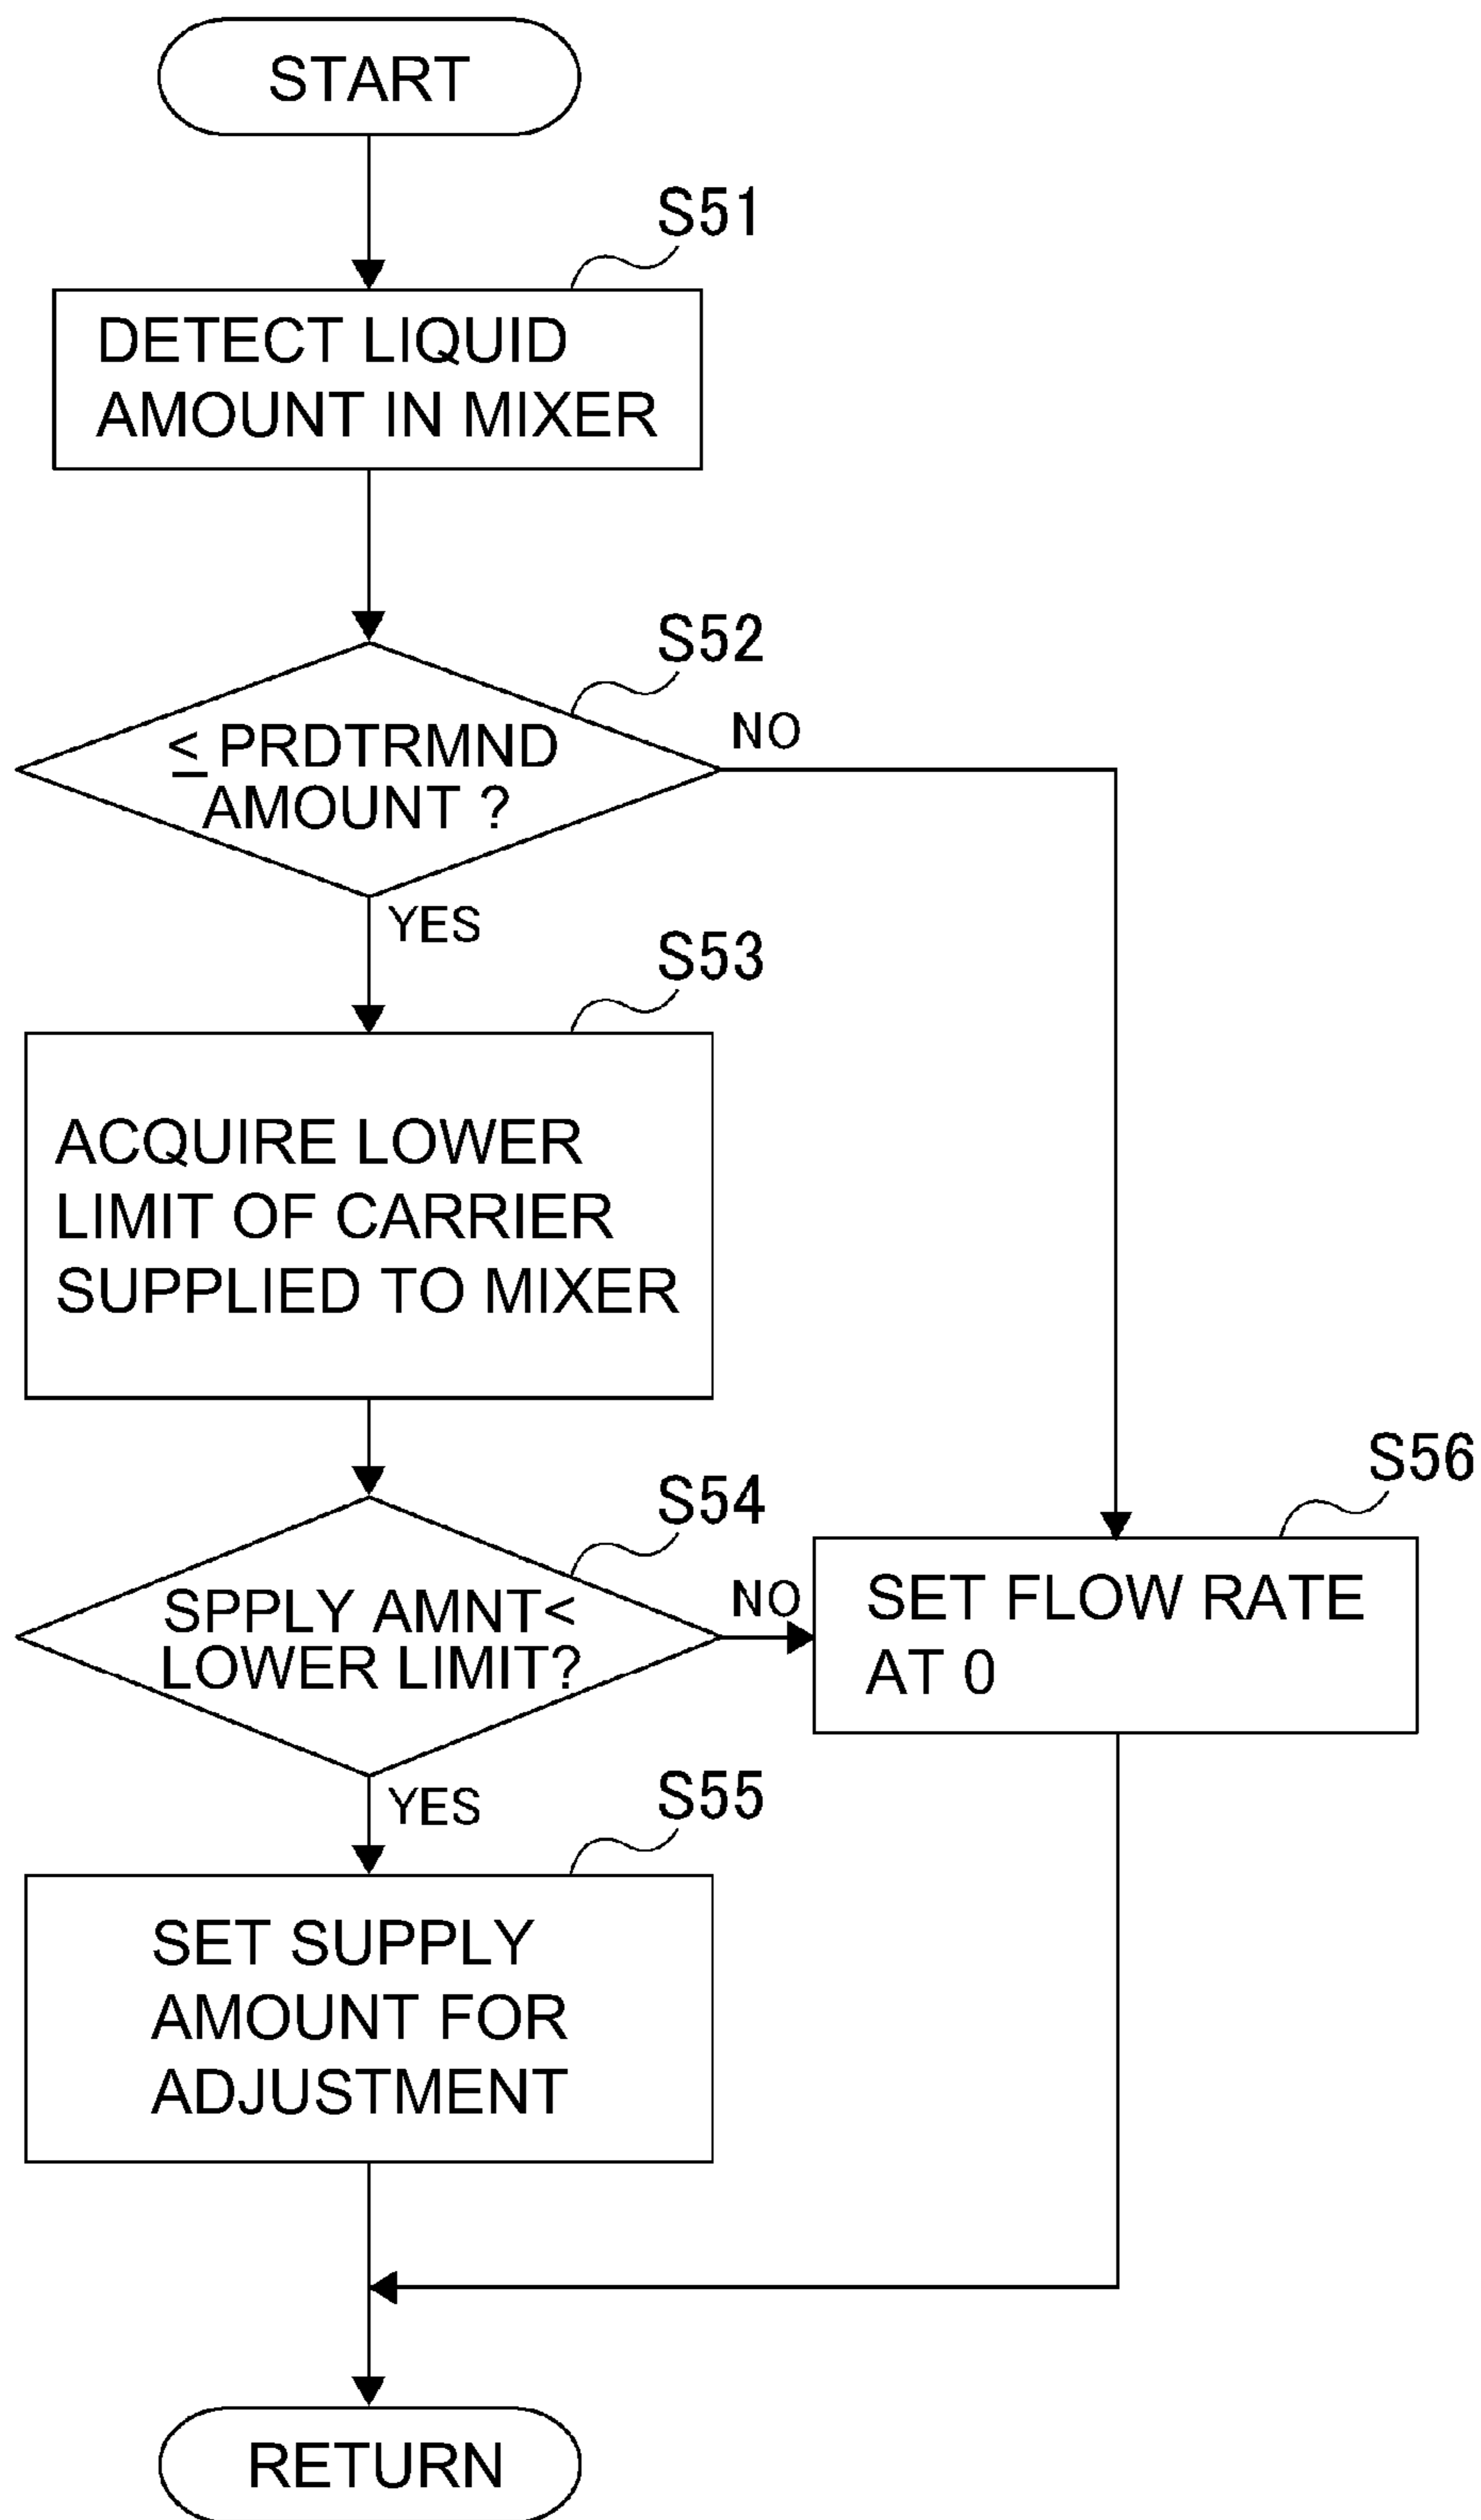 START
S51
DETECT LIQUID
AMOUNT IN MIXER
S52
≤ PRDTRMND
AMOUNT ?
NO
YES
S53
ACQUIRE LOWER
LIMIT OF CARRIER
SUPPLIED TO MIXER
S54
SPPLY AMNT<
LOWER LIMIT?
NO
S56
SET FLOW RATE
AT 0
YES
S55
SET SUPPLY
AMOUNT FOR
ADJUSTMENT
RETURN